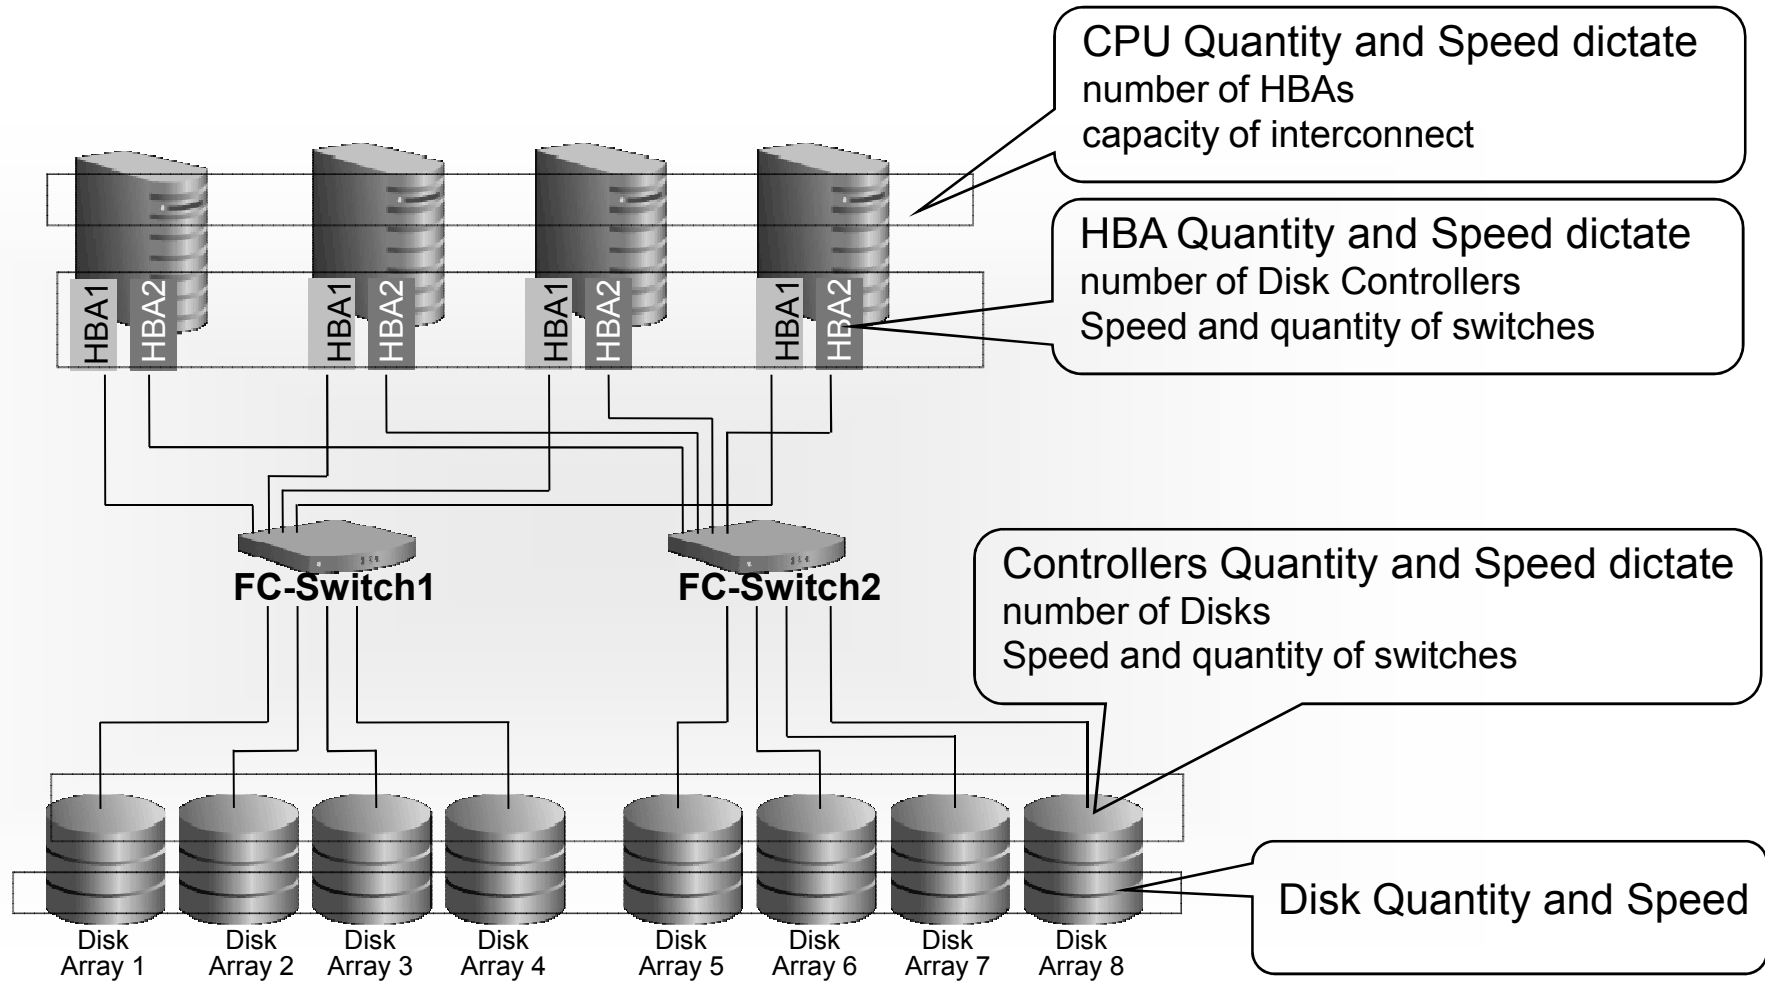 CPU Quantity and Speed dictate
number of HBAs
capacity of interconnect
HBA Quantity and Speed dictate
number of Disk Controllers
Speed and quantity of switches
HBA1
HBA2
HBA1
HBA2
HBA1
HBA2
HBA1
HBA2
FC-Switch1
FC-Switch2
Controllers Quantity and Speed dictate
number of Disks
Speed and quantity of switches
Disk Quantity and Speed
Disk
Array 1
Disk
Array 2
Disk
Array 3
Disk
Array 4
Disk
Array 5
Disk
Array 6
Disk
Array 7
Disk
Array 8